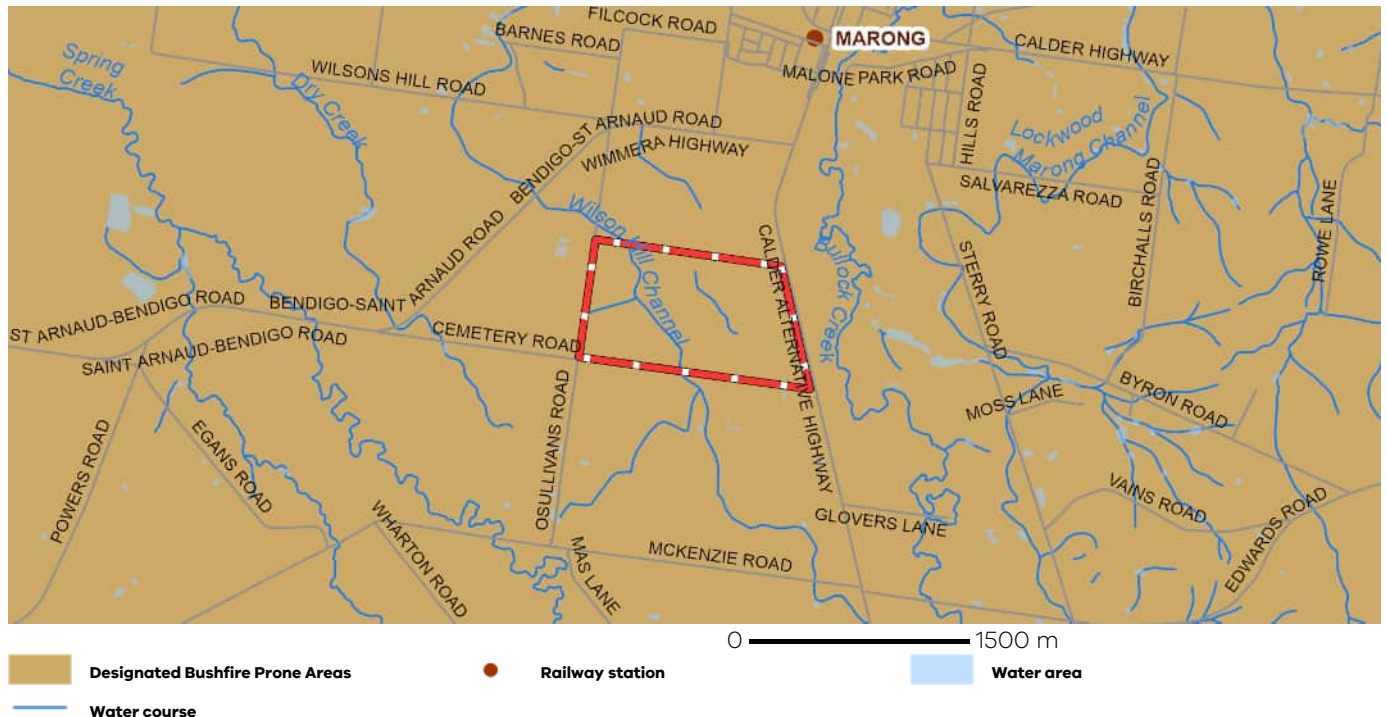 FILCOCK ROAD
BARNES ROAD
MARONG
CALDER HIGHWAY
Spring
Creek
WILSONS HILL ROAD
MALONE PARK ROAD
Dry Creek
HILLS ROAD
Lockwood
Marong Channel
BENDIGO-ST ARNAUD ROAD
WIMMERA HIGHWAY
SALVAREZZA ROAD
BIRCHALLS ROAD
ROWE LANE
Wilson Hill Channel
CALDER ALTERNATIVE HIGHWAY
Bullock Creek
STERRY ROAD
ST ARNAUD-BENDIGO ROAD
BENDIGO-SAINT
ARNAUD ROAD
SAINT ARNAUD-BENDIGO ROAD
CEMETERY ROAD
MOSS LANE
BYRON ROAD
POWERS ROAD
EGANS ROAD
OSULLIVANS ROAD
WHARTON ROAD
MAS LANE
MCKENZIE ROAD
GLOVERS LANE
VAINS ROAD
EDWARDS ROAD
0 1500 m
Designated Bushfire Prone Areas
Railway station
Water area
Water course